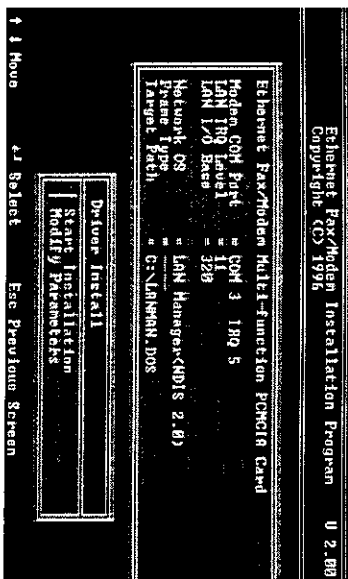 Ethernet Fax/Modem Installation Program    V 2.00
Copyright (C) 1996
Ethernet Fax/Modem Multi-function PCMCIA Card
Modem COM Port = COM 3 IRQ 5
LAN IRQ Level = 11
LAN I/O Base = 320
Network OS = LAN Manager(NDIS 2.0)
Frame Type = ----
Target Path = C:\LANMAN.DOS
Driver Install
Start Installation
Modify Parameters
↑ ↓ Move    ↵ Select    Esc Previous Screen